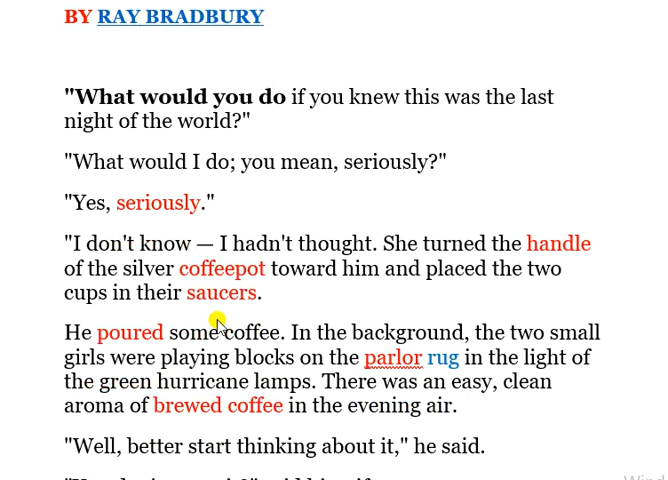 BY RAY BRADBURY
"What would you do if you knew this was the last
night of the world?"
"What would I do; you mean, seriously?"
"Yes, seriously."
"I don't know — I hadn't thought. She turned the handle
of the silver coffeepot toward him and placed the two
cups in their saucers.
He poured some coffee. In the background, the two small
girls were playing blocks on the parlor rug in the light of
the green hurricane lamps. There was an easy, clean
aroma of brewed coffee in the evening air.
"Well, better start thinking about it," he said.